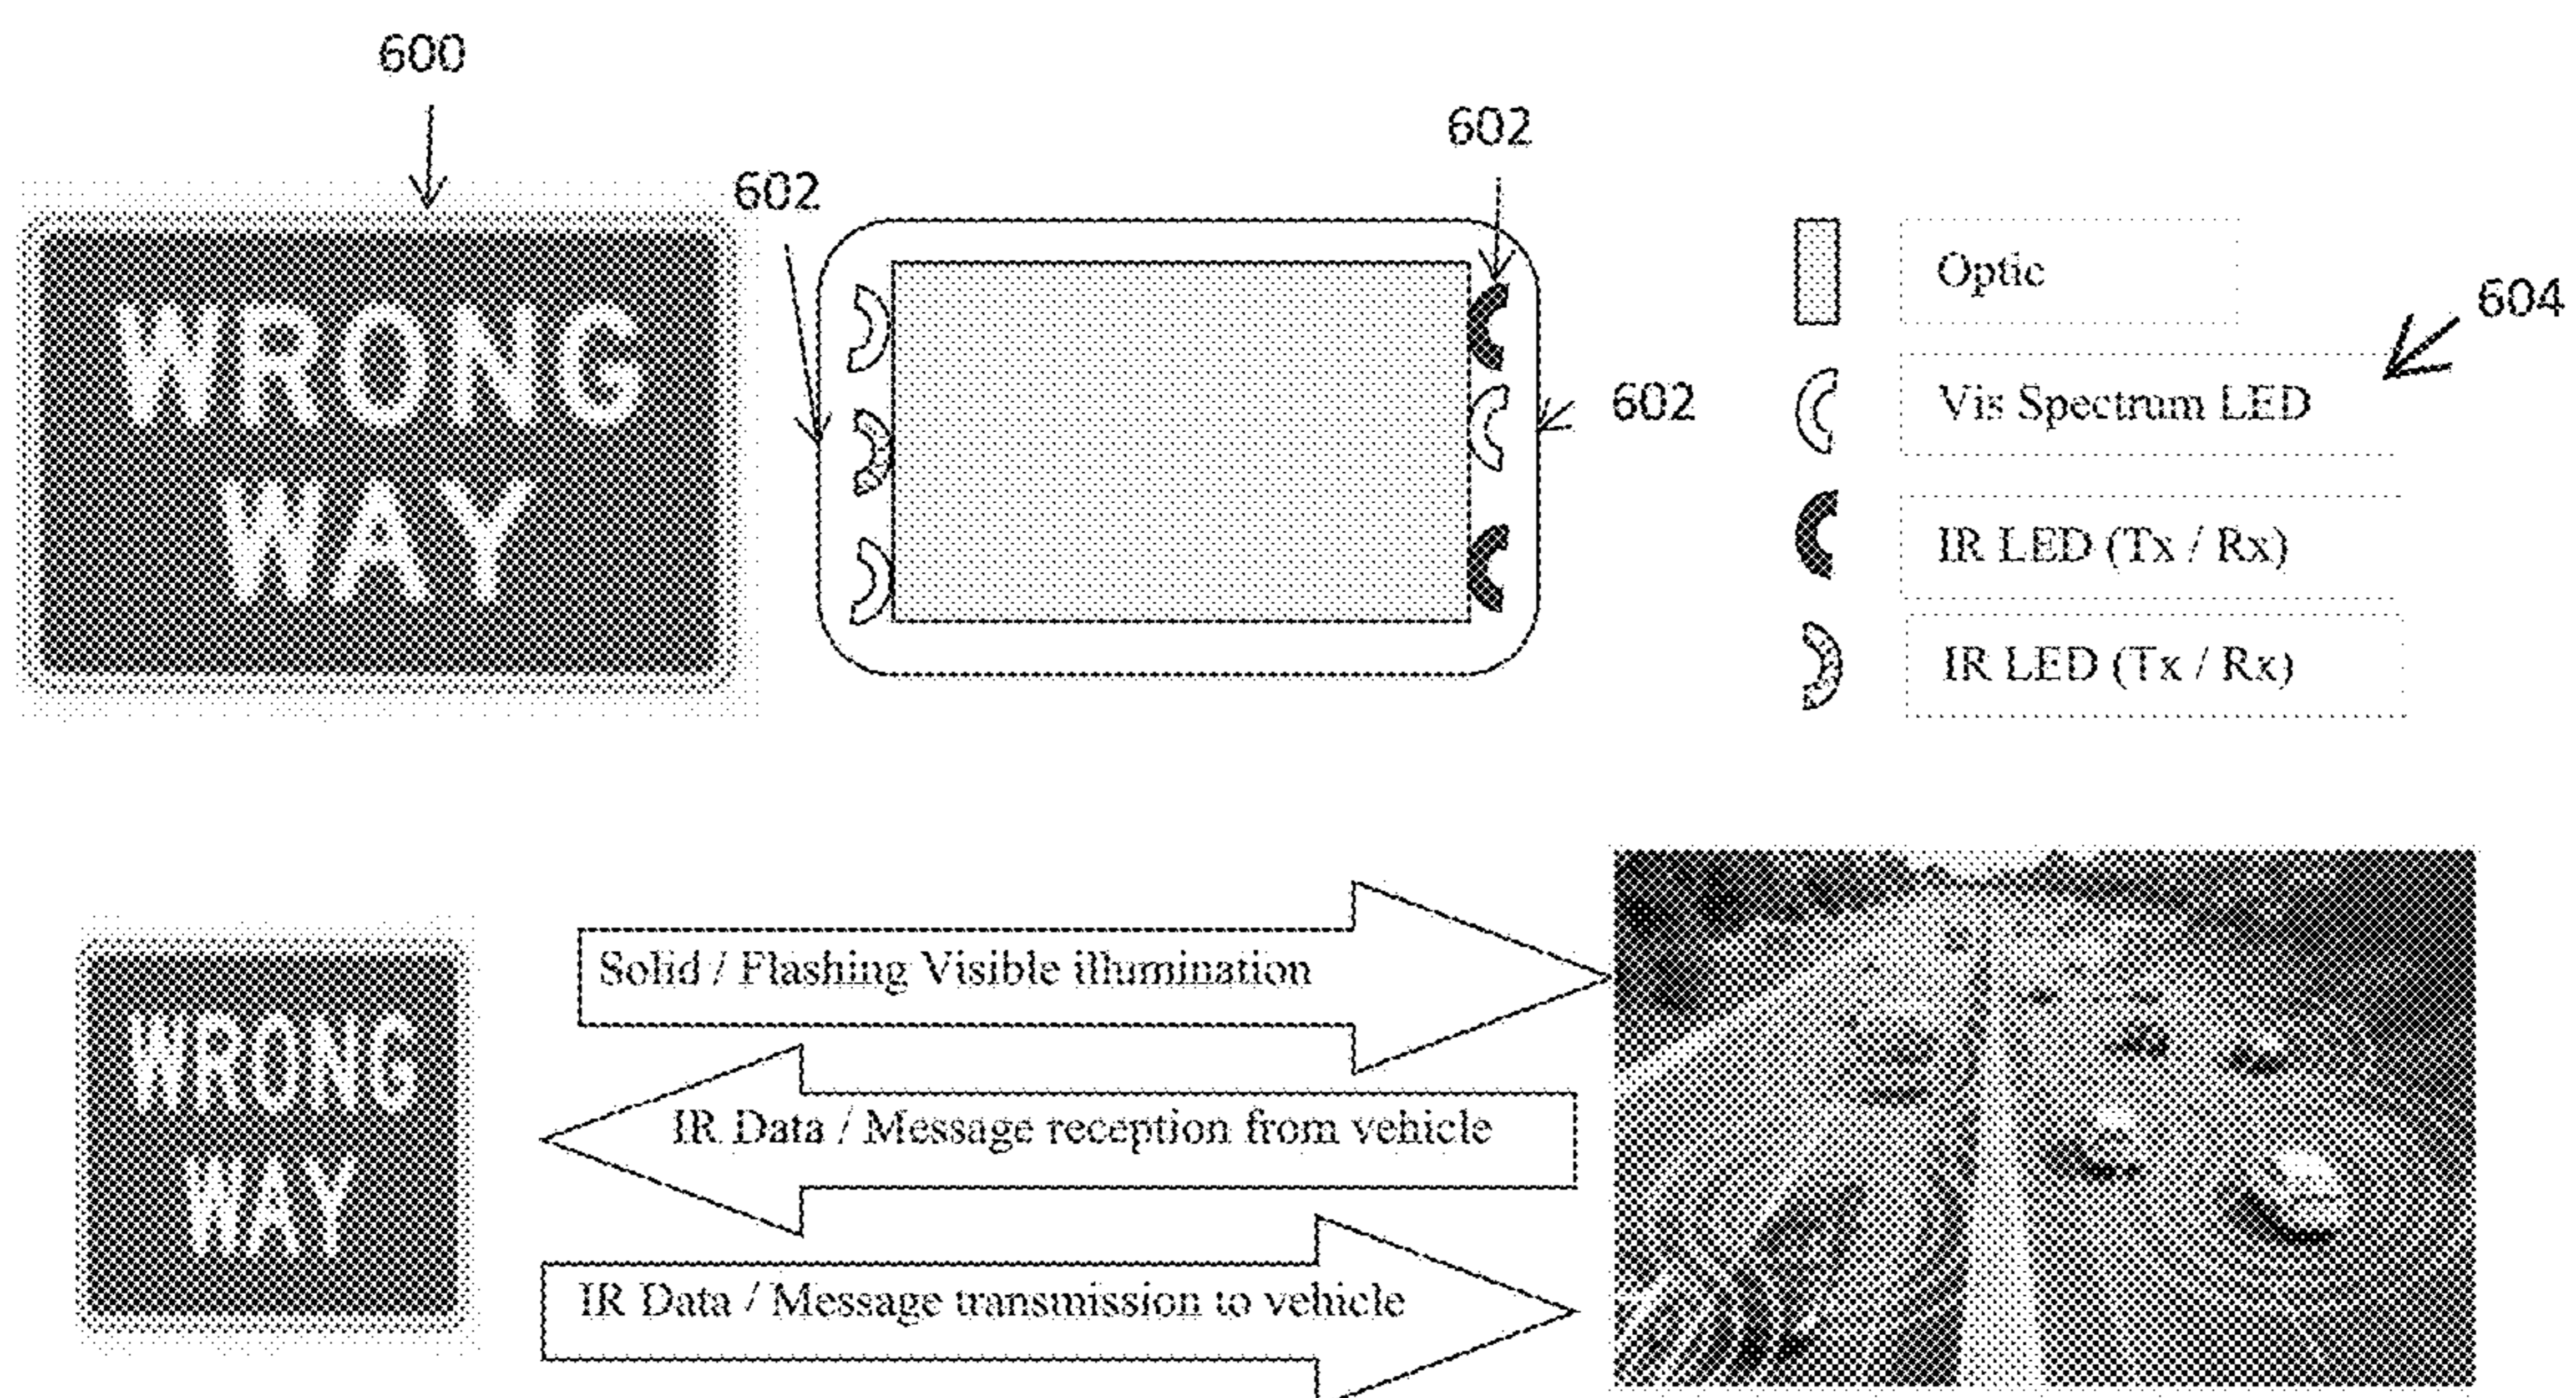 600
602
602
602
604
WRONG
WAY
Optic
Vis Spectrum LED
IR LED (Tx / Rx)
IR LED (Tx / Rx)
WRONG
WAY
Solid / Flashing Visible illumination
IR Data / Message reception from vehicle
IR Data / Message transmission to vehicle